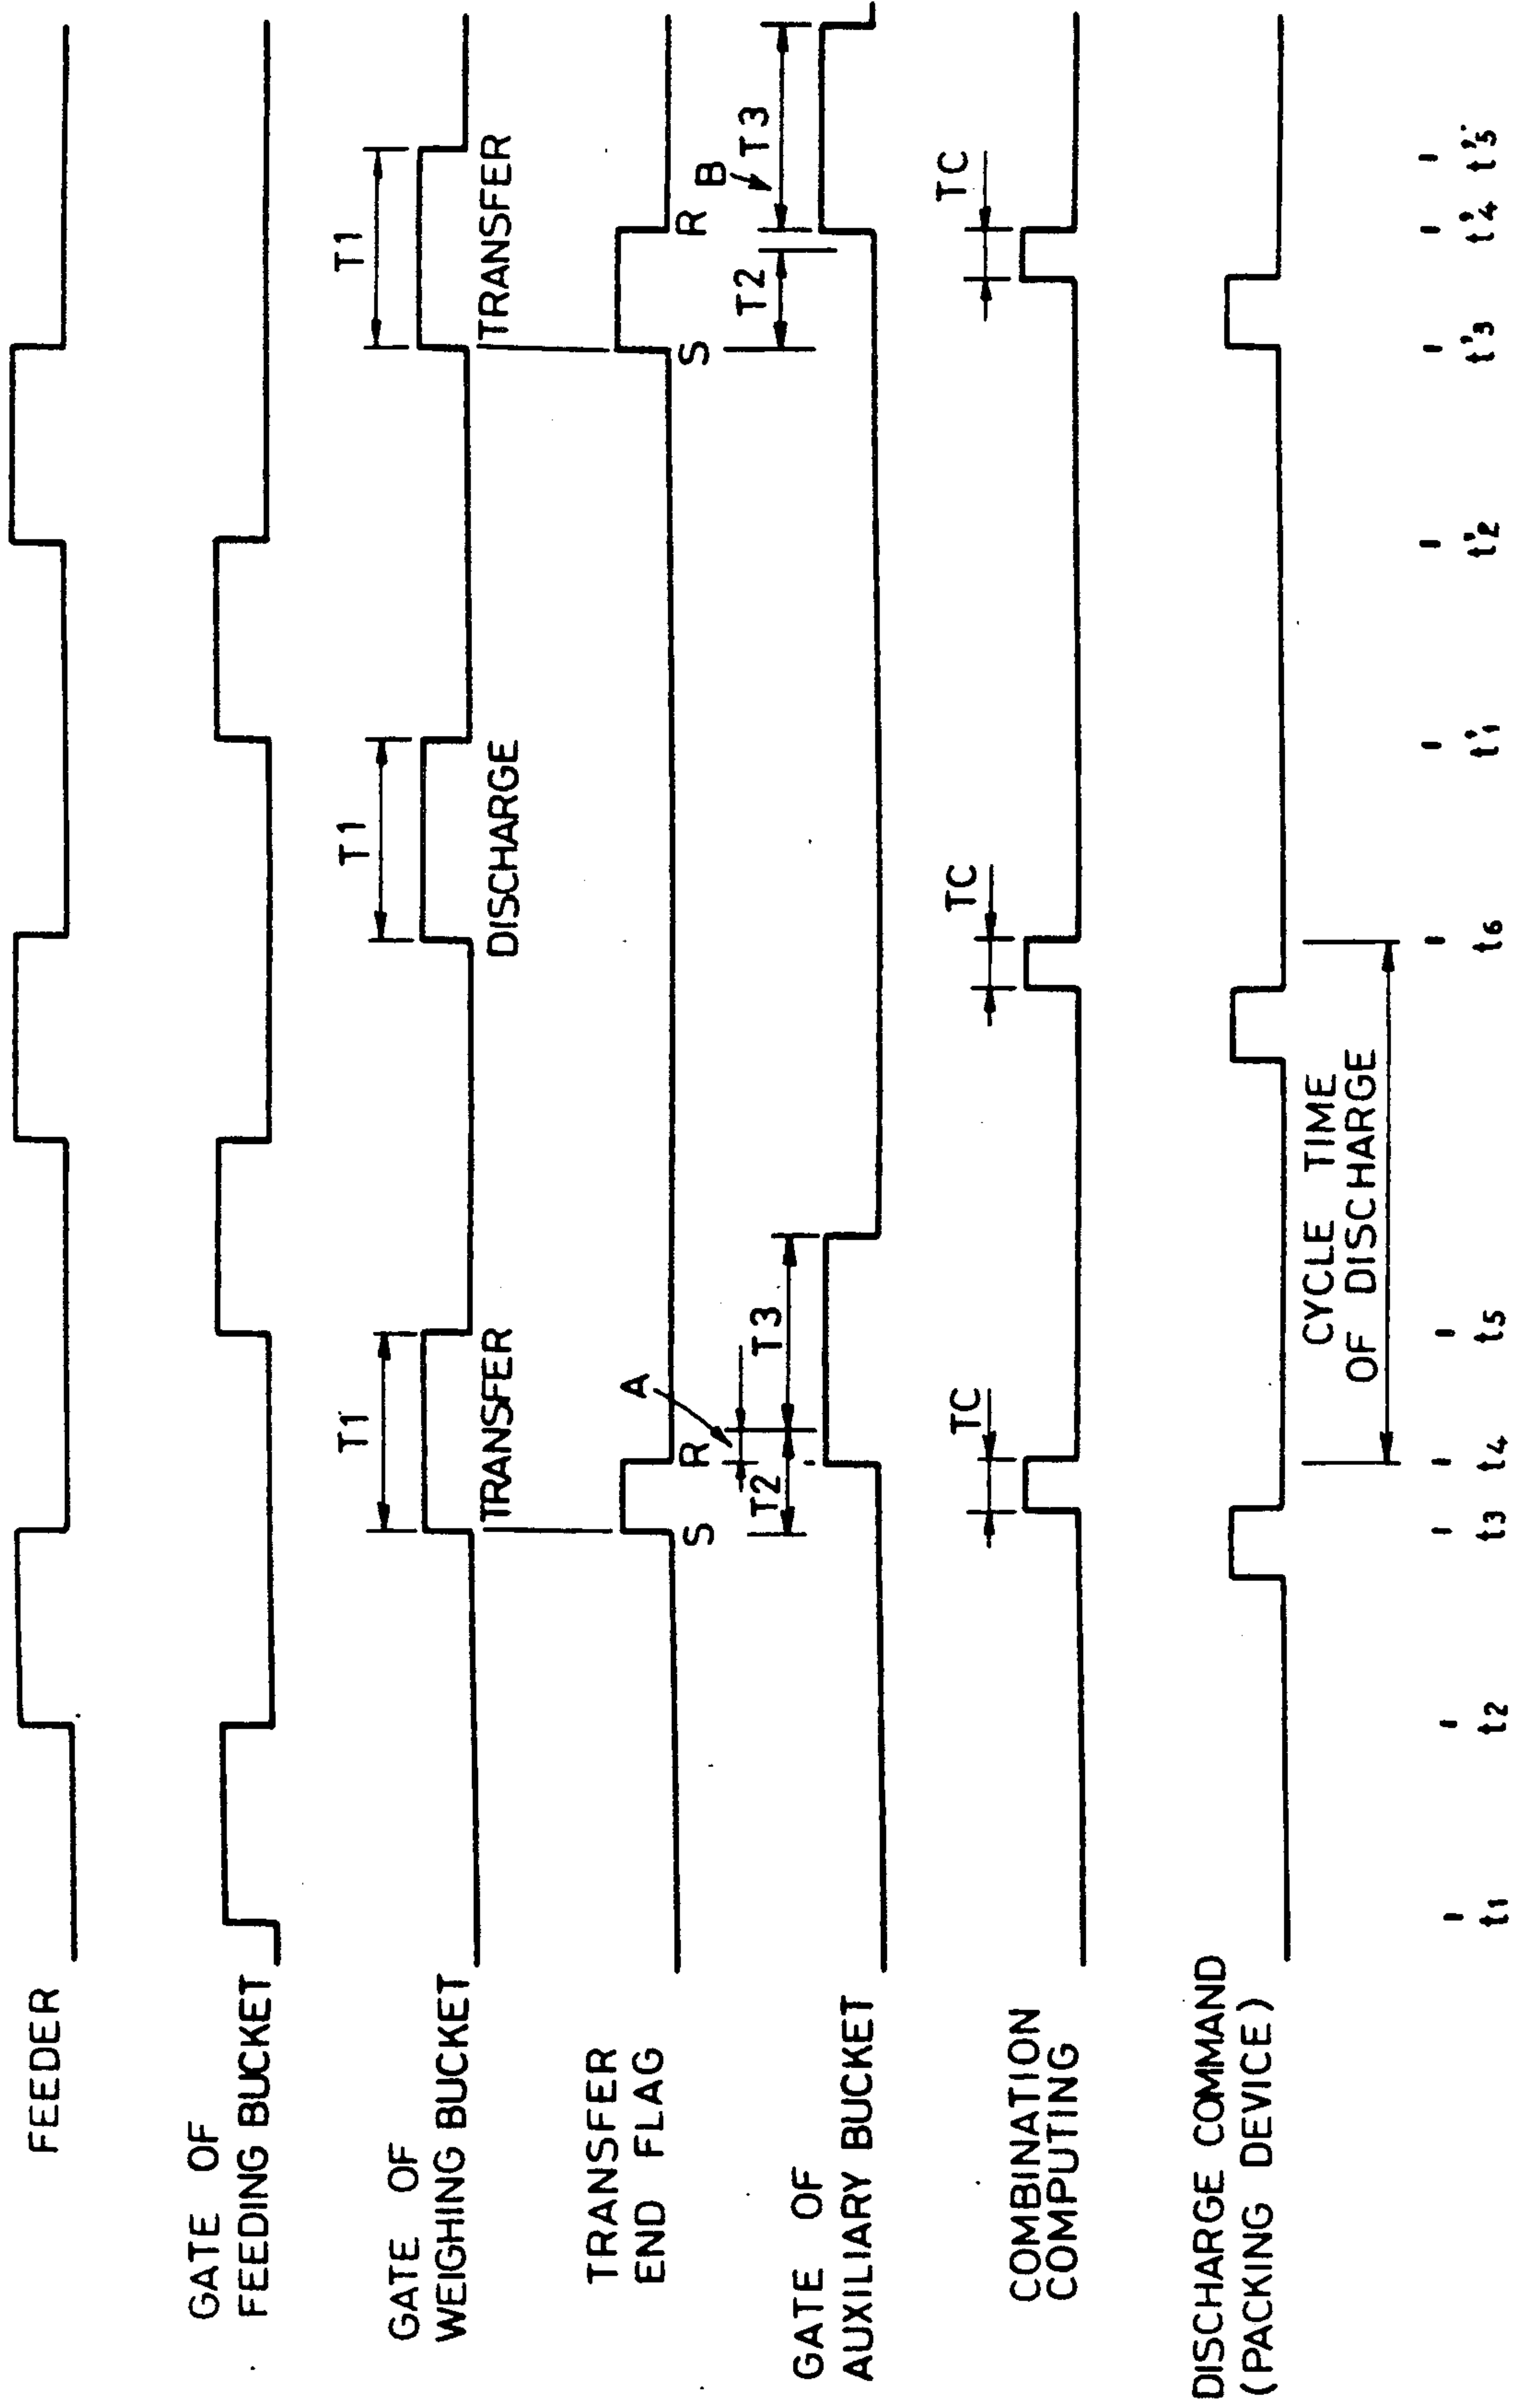 FEEDER
GATE OF
FEEDING BUCKET
T1
T1
T1
GATE OF
WEIGHING BUCKET
TRANSFER
DISCHARGE
TRANSFER
TRANSFER
END FLAG
S
R
A
S
R
B
GATE OF
AUXILIARY BUCKET
T2
T3
T2
T3
COMBINATION
COMPUTING
TC
TC
TC
DISCHARGE COMMAND
(PACKING DEVICE)
CYCLE TIME
OF DISCHARGE
t1
t2
t3
t4
t5
t6
t'1
t'2
t'3
t'4
t'5